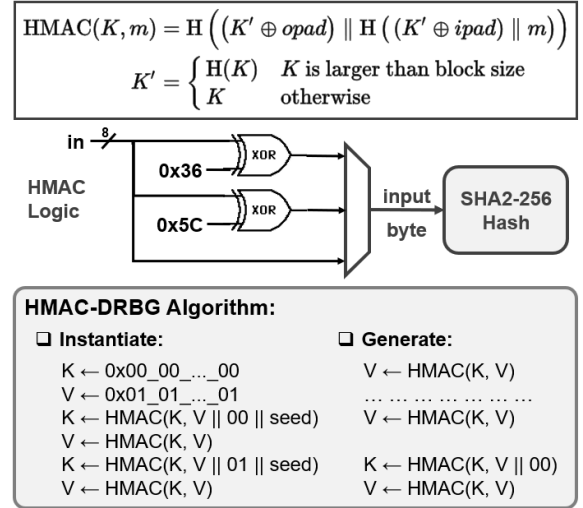 HMAC(K, m) = H ((K′ ⊕ opad) ∥ H ((K′ ⊕ ipad) ∥ m))
K′ = { H(K) K is larger than block size
K otherwise
in 8
XOR
0x36
HMAC
Logic
XOR
0x5C
input
byte
SHA2-256
Hash
HMAC-DRBG Algorithm:
❑ Instantiate:
K ← 0x00_00_..._00
V ← 0x01_01_..._01
K ← HMAC(K, V || 00 || seed)
V ← HMAC(K, V)
K ← HMAC(K, V || 01 || seed)
V ← HMAC(K, V)
❑ Generate:
V ← HMAC(K, V)
... ... ... ... ... ...
V ← HMAC(K, V)
K ← HMAC(K, V || 00)
V ← HMAC(K, V)